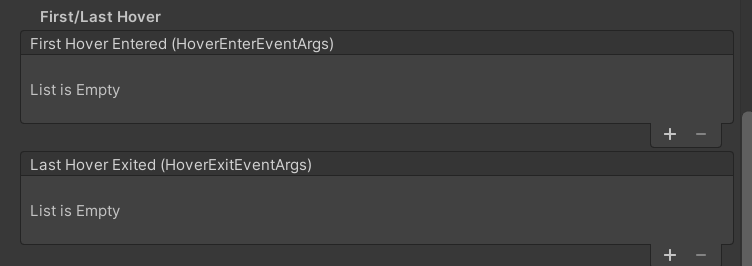 First/Last Hover
First Hover Entered (HoverEnterEventArgs)
List is Empty
Last Hover Exited (HoverExitEventArgs)
List is Empty